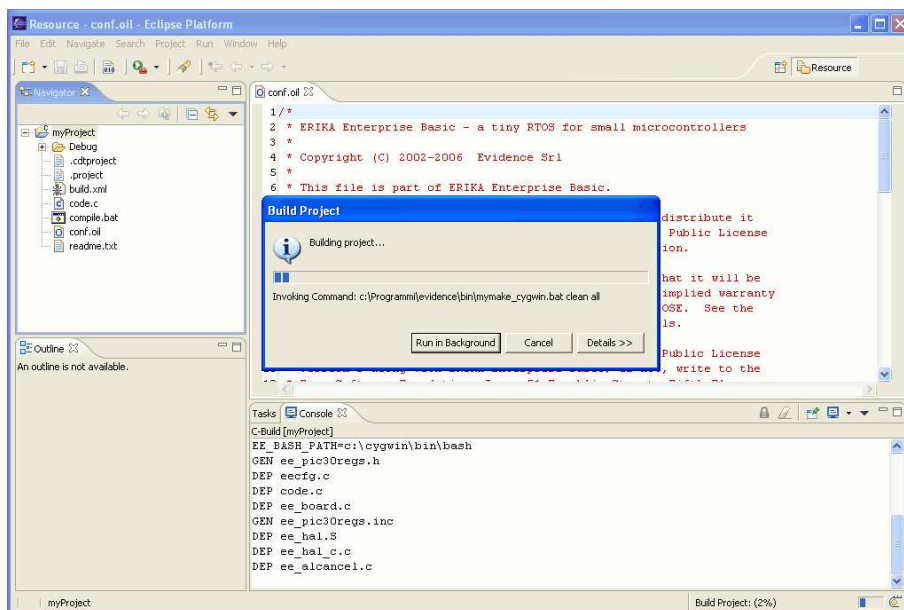 Resource - conf.oil - Eclipse Platform
File Edit Navigate Search Project Run Window Help
Resource
Navigator
myProject
Debug
.cdtproject
.project
build.xml
code.c
compile.bat
conf.oil
readme.txt
Outline
An outline is not available.
conf.oil
1 /*
2 * ERIKA Enterprise Basic - a tiny RTOS for small microcontrollers
3 *
4 * Copyright (C) 2002-2006 Evidence Srl
5 *
6 * This file is part of ERIKA Enterprise Basic.
distribute it
Public License
ion.
hat it will be
implied warranty
OSE. See the
ls.
Public License
write to the
Build Project
Building project...
Invoking Command: c:\Programmi\evidence\bin\mymake_cygwin.bat clean all
Run in Background Cancel Details >>
Tasks Console
C-Build [myProject]
EE_BASH_PATH=c:\cygwin\bin\bash
GEN ee_pic30regs.h
DEP eecfg.c
DEP code.c
DEP ee_board.c
GEN ee_pic30regs.inc
DEP ee_hal.S
DEP ee_hal_c.c
DEP ee_alcancel.c
myProject Build Project: (2%)